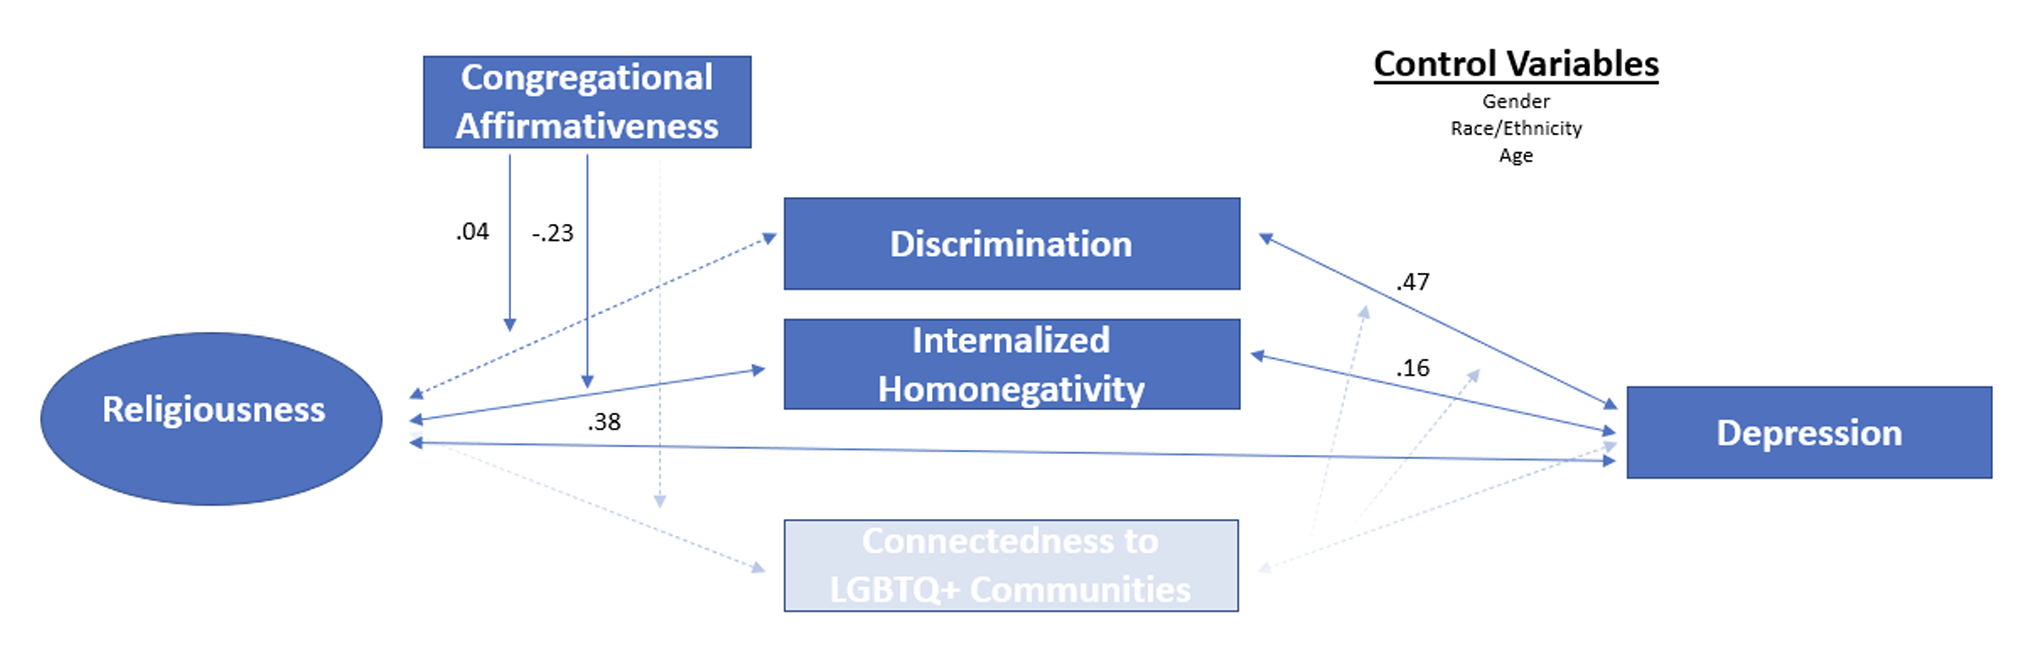 Congregational
Affirmativeness
Control Variables
Gender
Race/Ethnicity
Age
.04
-.23
Discrimination
.47
Internalized
Homonegativity
.16
Religiousness
.38
Depression
Connectedness to
LGBTQ+ Communities